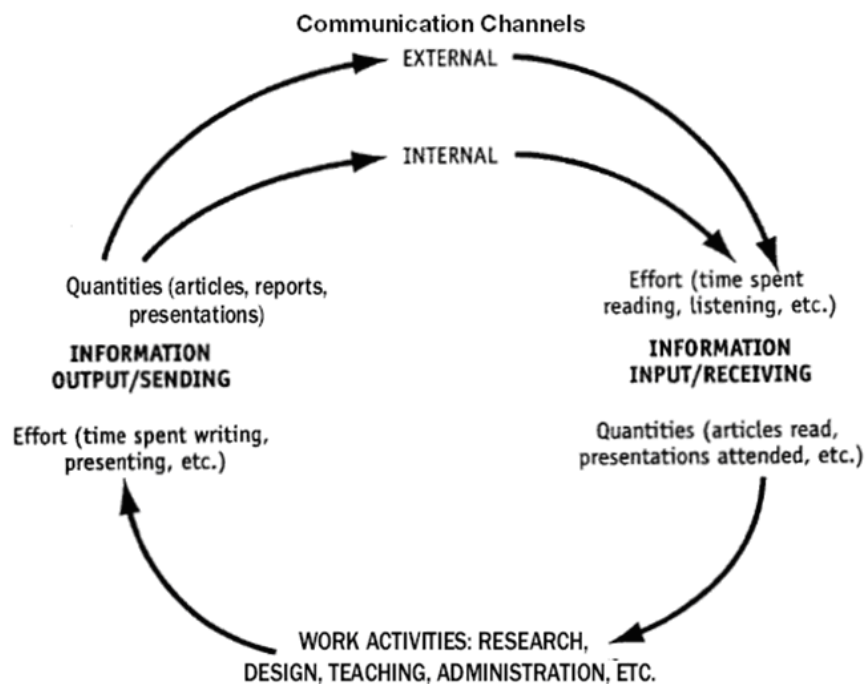 Communication Channels
EXTERNAL
INTERNAL
Quantities (articles, reports,
presentations)
INFORMATION
OUTPUT/SENDING
Effort (time spent writing,
presenting, etc.)
Effort (time spent
reading, listening, etc.)
INFORMATION
INPUT/RECEIVING
Quantities (articles read,
presentations attended, etc.)
WORK ACTIVITIES: RESEARCH,
DESIGN, TEACHING, ADMINISTRATION, ETC.